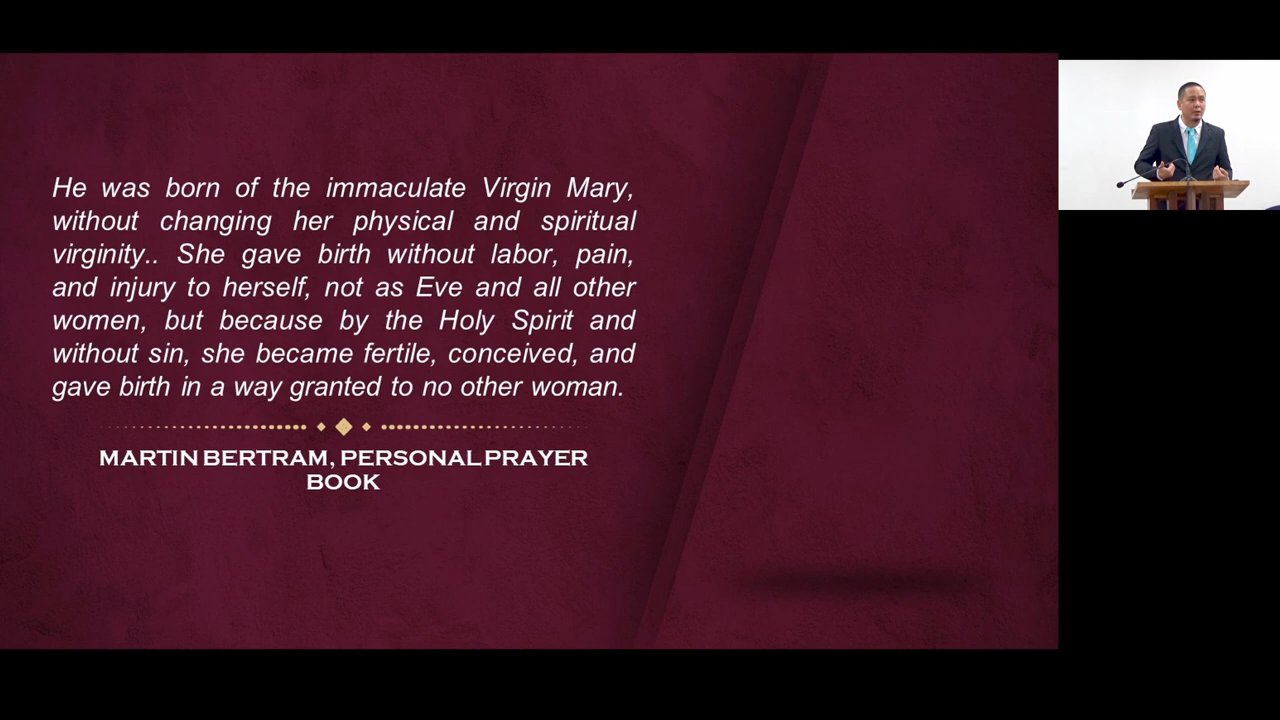 He was born of the immaculate Virgin Mary,
without changing her physical and spiritual
virginity.. She gave birth without labor, pain,
and injury to herself, not as Eve and all other
women, but because by the Holy Spirit and
without sin, she became fertile, conceived, and
gave birth in a way granted to no other woman.
MARTIN BERTRAM, PERSONAL PRAYER
BOOK